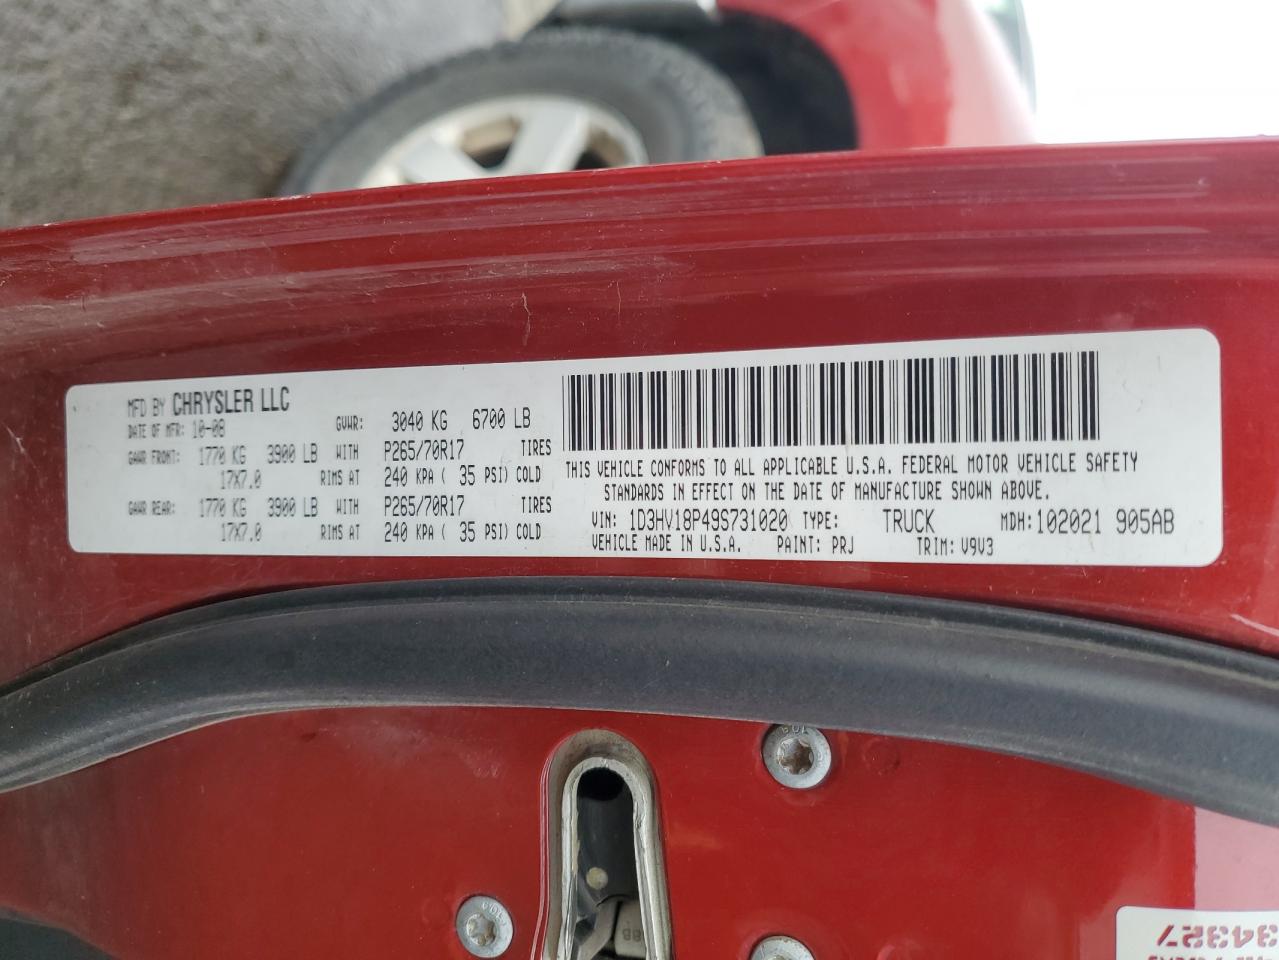 MFD BY CHRYSLER LLC
DATE OF MFR: 10-08 GVWR: 3040 KG 6700 LB
GAWR FRONT: 1770 KG 3900 LB WITH P265/70R17 TIRES
17X7.0 RIMS AT 240 KPA ( 35 PSI) COLD
GAWR REAR: 1770 KG 3900 LB WITH P265/70R17 TIRES
17X7.0 RIMS AT 240 KPA ( 35 PSI) COLD
THIS VEHICLE CONFORMS TO ALL APPLICABLE U.S.A. FEDERAL MOTOR VEHICLE SAFETY
STANDARDS IN EFFECT ON THE DATE OF MANUFACTURE SHOWN ABOVE.
VIN: 1D3HV18P49S731020 TYPE: TRUCK MDH: 102021 905AB
VEHICLE MADE IN U.S.A. PAINT: PRJ TRIM: V9V3
34327